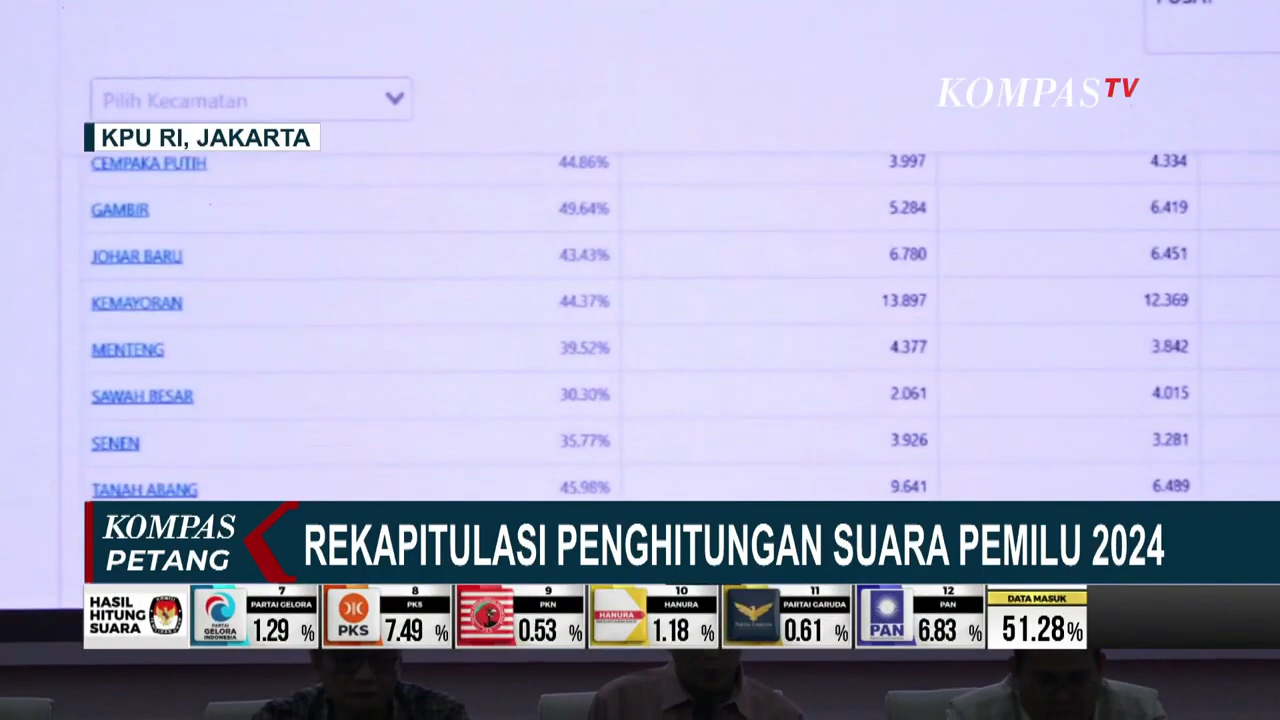 KOMPAS TV
Pilih Kecamatan
KPU RI, JAKARTA
CEMPAKA PUTIH 44.86% 3.997 4.334
GAMBIR 49.64% 5.284 6.419
JOHAR BARU 43.43% 6.780 6.451
KEMAYORAN 44.37% 13.897 12.369
MENTENG 39.52% 4.377 3.842
SAWAH BESAR 30.30% 2.061 4.015
SENEN 35.77% 3.926 3.281
TANAH ABANG 45.98% 9.641 6.489
KOMPAS PETANG
REKAPITULASI PENGHITUNGAN SUARA PEMILU 2024
HASIL HITUNG SUARA
PARTAI GELORA INDONESIA 7 PARTAI GELORA 1.29 %
PKS 8 PKS 7.49 %
9 PKN 0.53 %
HANURA 10 HANURA 1.18 %
11 PARTAI GARUDA 0.61 %
PAN 12 PAN 6.83 %
DATA MASUK 51.28%